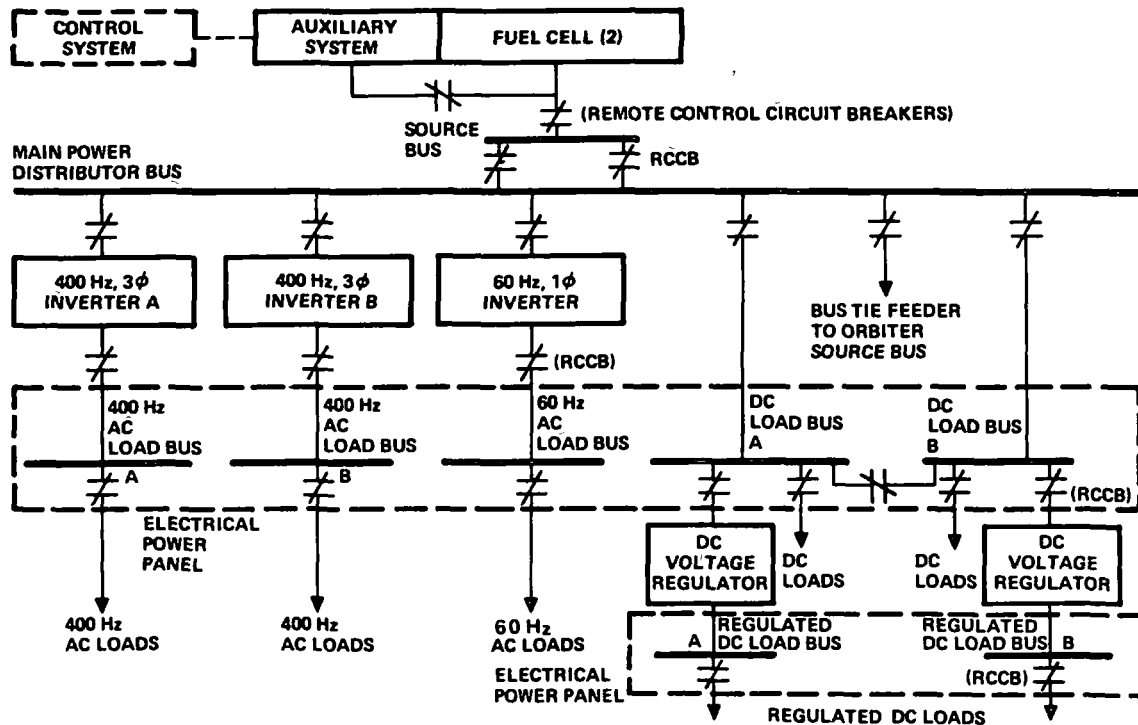 CONTROL
SYSTEM
AUXILIARY
SYSTEM
FUEL CELL (2)
(REMOTE CONTROL CIRCUIT BREAKERS)
SOURCE
BUS
RCCB
MAIN POWER
DISTRIBUTOR BUS
400 Hz, 3ϕ
INVERTER A
400 Hz, 3ϕ
INVERTER B
60 Hz, 1ϕ
INVERTER
BUS TIE FEEDER
TO ORBITER
SOURCE BUS
(RCCB)
400 Hz
AC
LOAD BUS
A
400 Hz
AC
LOAD BUS
B
60 Hz
AC
LOAD BUS
DC
LOAD BUS
A
DC
LOAD BUS
B
(RCCB)
ELECTRICAL
POWER
PANEL
DC
VOLTAGE
REGULATOR
DC
LOADS
DC
LOADS
DC
VOLTAGE
REGULATOR
400 Hz
AC LOADS
400 Hz
AC LOADS
60 Hz
AC LOADS
REGULATED
DC LOAD BUS
A
REGULATED
DC LOAD BUS
B
(RCCB)
ELECTRICAL
POWER PANEL
REGULATED DC LOADS